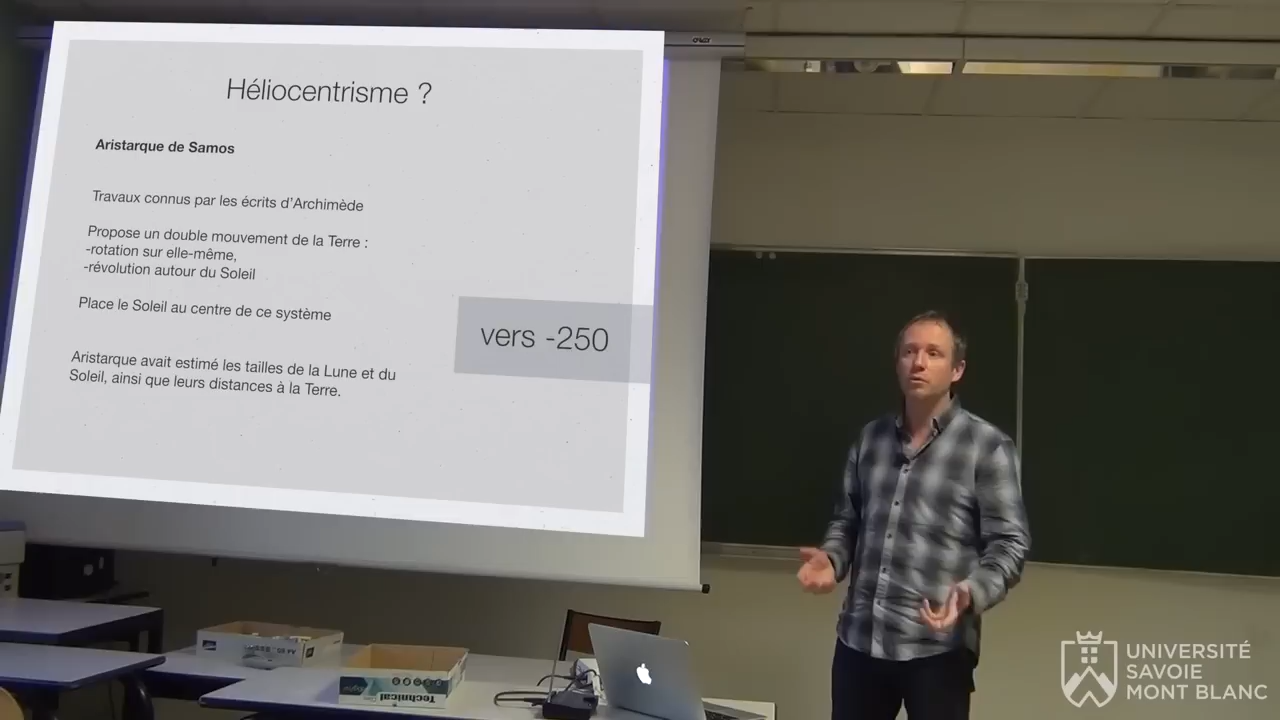 Héliocentrisme ?
Aristarque de Samos
Travaux connus par les écrits d'Archimède
Propose un double mouvement de la Terre :
-rotation sur elle-même,
-révolution autour du Soleil
Place le Soleil au centre de ce système
vers -250
Aristarque avait estimé les tailles de la Lune et du
Soleil, ainsi que leurs distances à la Terre.
Technical
UNIVERSITÉ
SAVOIE
MONT BLANC